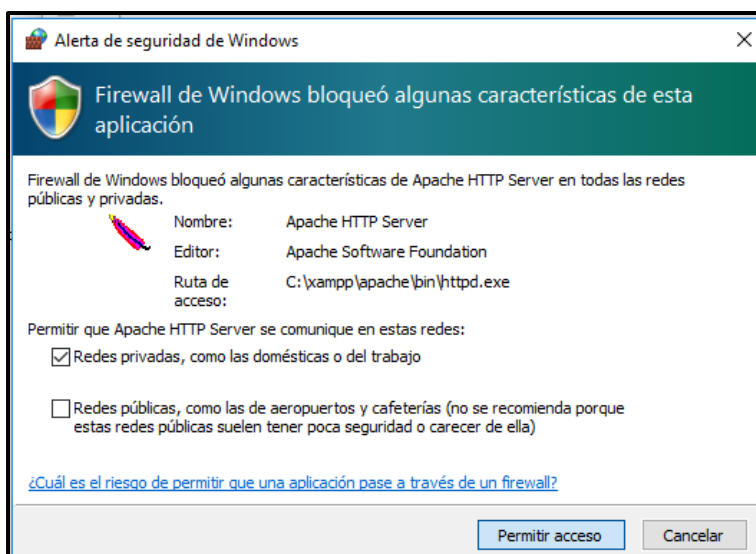 Alerta de seguridad de Windows
Firewall de Windows bloqueó algunas características de esta
aplicación
Firewall de Windows bloqueó algunas características de Apache HTTP Server en todas las redes
públicas y privadas.
Nombre: Apache HTTP Server
Editor: Apache Software Foundation
Ruta de C:\xampp\apache\bin\httpd.exe
acceso:
Permitir que Apache HTTP Server se comunique en estas redes:
Redes privadas, como las domésticas o del trabajo
Redes públicas, como las de aeropuertos y cafeterías (no se recomienda porque
estas redes públicas suelen tener poca seguridad o carecer de ella)
¿Cuál es el riesgo de permitir que una aplicación pase a través de un firewall?
Permitir acceso Cancelar